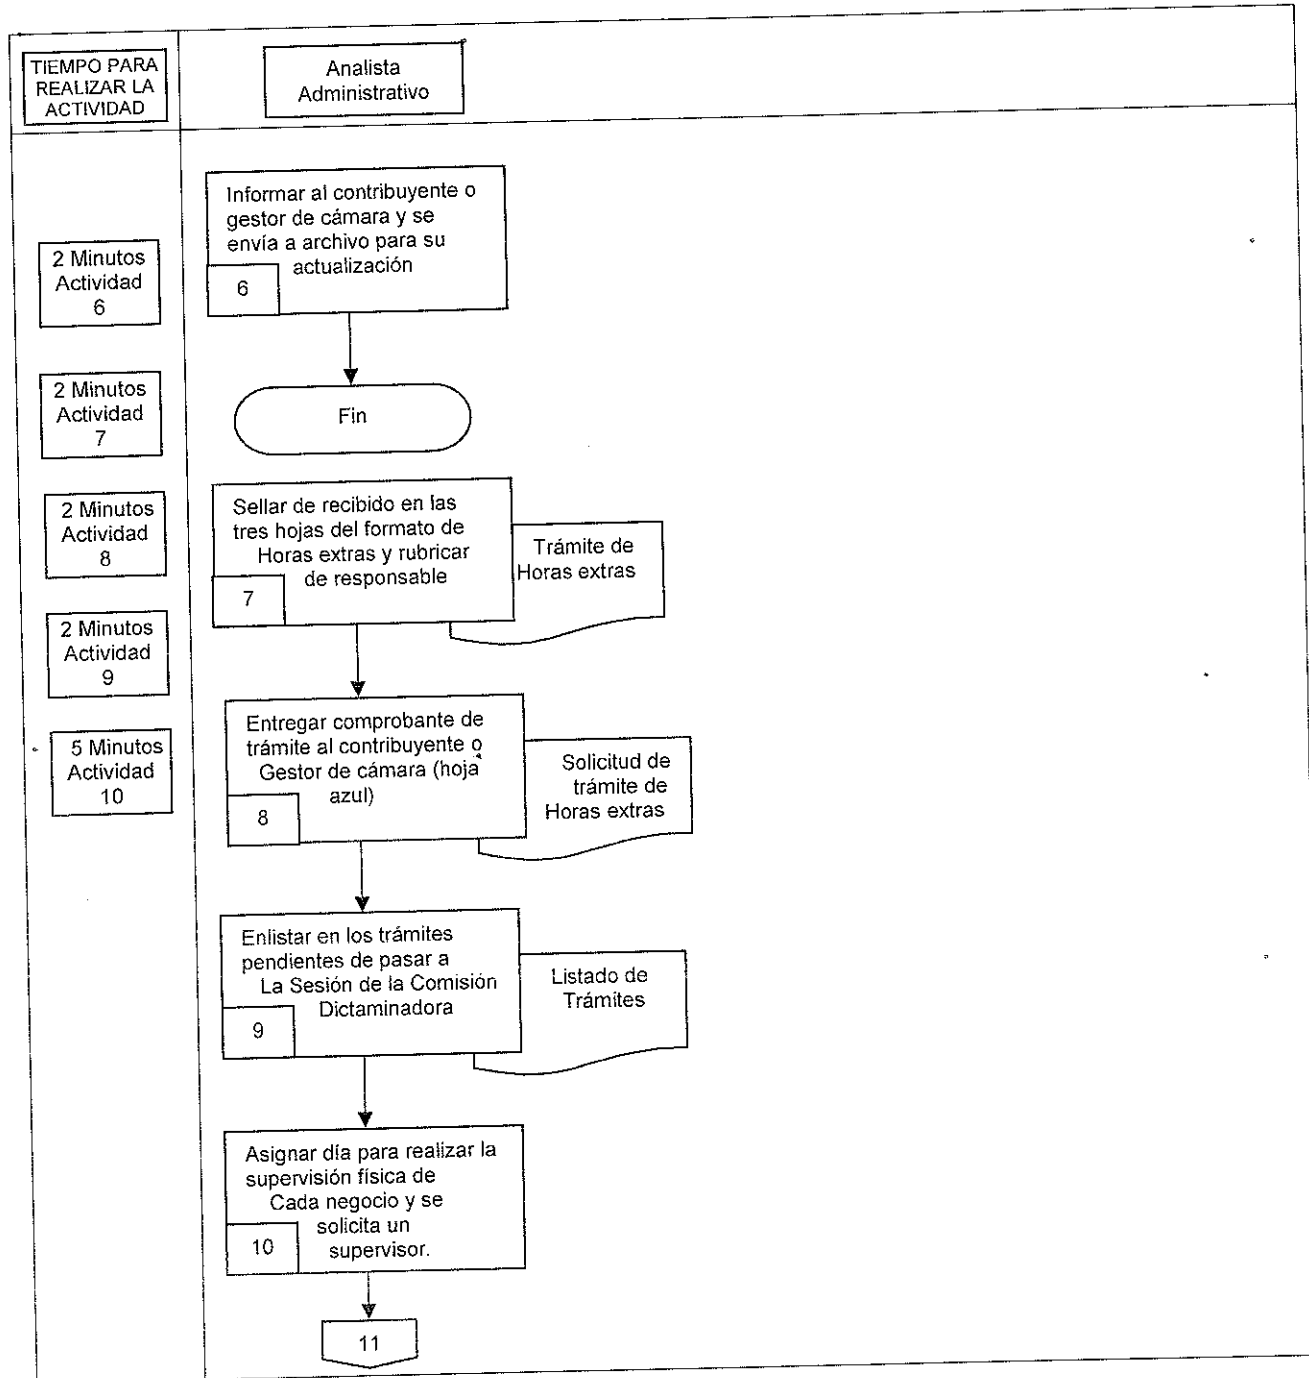 TIEMPO PARA
REALIZAR LA
ACTIVIDAD
Analista
Administrativo
2 Minutos
Actividad
6
2 Minutos
Actividad
7
2 Minutos
Actividad
8
2 Minutos
Actividad
9
5 Minutos
Actividad
10
Informar al contribuyente o
gestor de cámara y se
envía a archivo para su
actualización
6
Fin
Sellar de recibido en las
tres hojas del formato de
Horas extras y rubricar
de responsable
7
Trámite de
Horas extras
Entregar comprobante de
trámite al contribuyente o
Gestor de cámara (hoja
azul)
8
Solicitud de
trámite de
Horas extras
Enlistar en los trámites
pendientes de pasar a
La Sesión de la Comisión
Dictaminadora
9
Listado de
Trámites
Asignar día para realizar la
supervisión física de
Cada negocio y se
solicita un
supervisor.
10
11